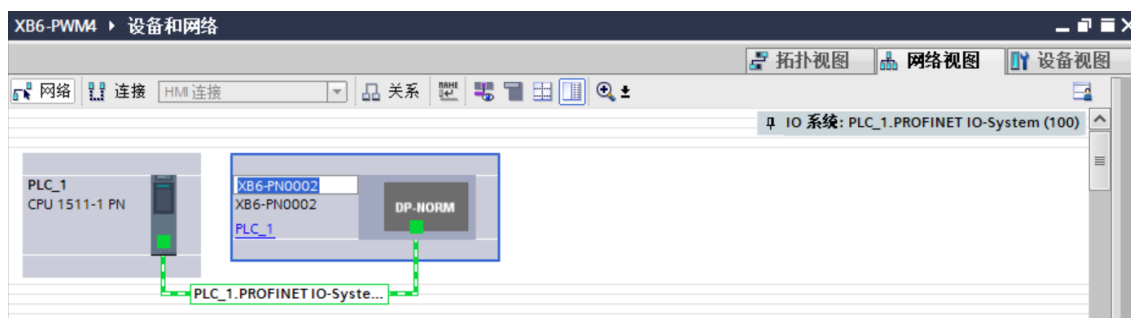 XB6-PWM4 ▸ 设备和网络
拓扑视图 网络视图 设备视图
网络 连接 HMI 连接 关系
IO 系统: PLC_1.PROFINET IO-System (100)
PLC_1
CPU 1511-1 PN
XB6-PN0002
XB6-PN0002
PLC_1
DP-NORM
PLC_1.PROFINET IO-Syste...